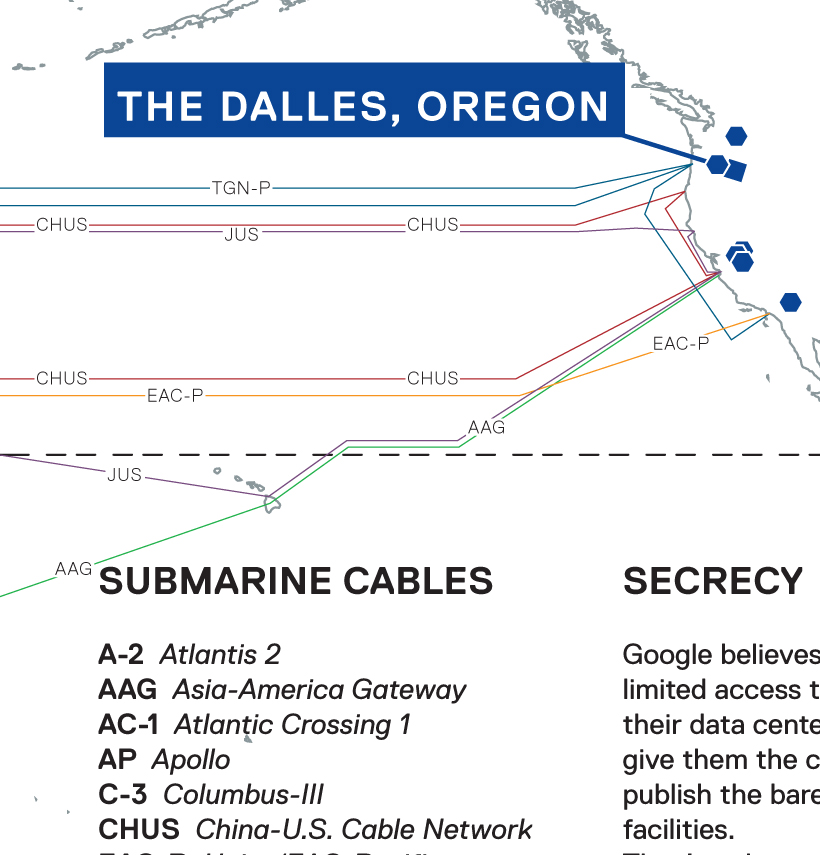 THE DALLES, OREGON
TGN-P
CHUS
CHUS
JUS
EAC-P
CHUS
CHUS
EAC-P
AAG
JUS
AAG
SUBMARINE CABLES
A-2 Atlantis 2
AAG Asia-America Gateway
AC-1 Atlantic Crossing 1
AP Apollo
C-3 Columbus-III
CHUS China-U.S. Cable Network
SECRECY
Google believes
limited access t
their data cente
give them the c
publish the bare
facilities.